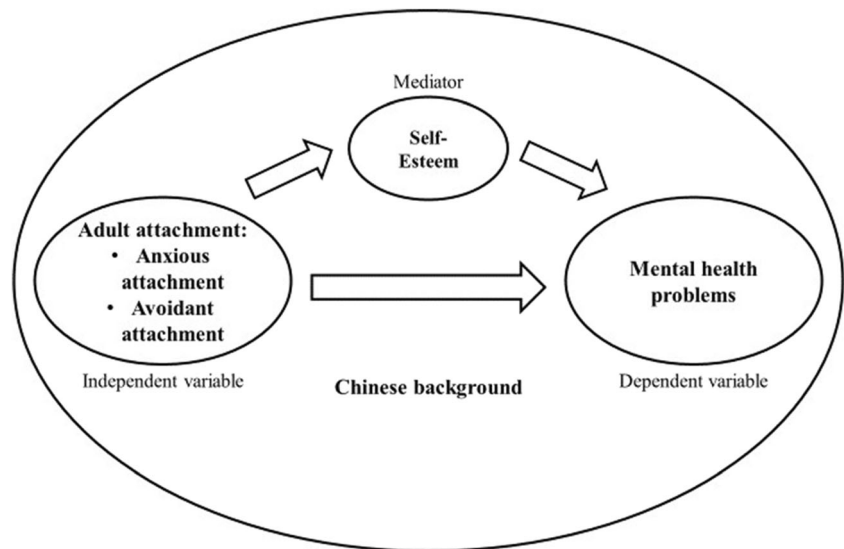 Mediator
Self-
Esteem
Adult attachment:
• Anxious
attachment
• Avoidant
attachment
Mental health
problems
Independent variable
Chinese background
Dependent variable